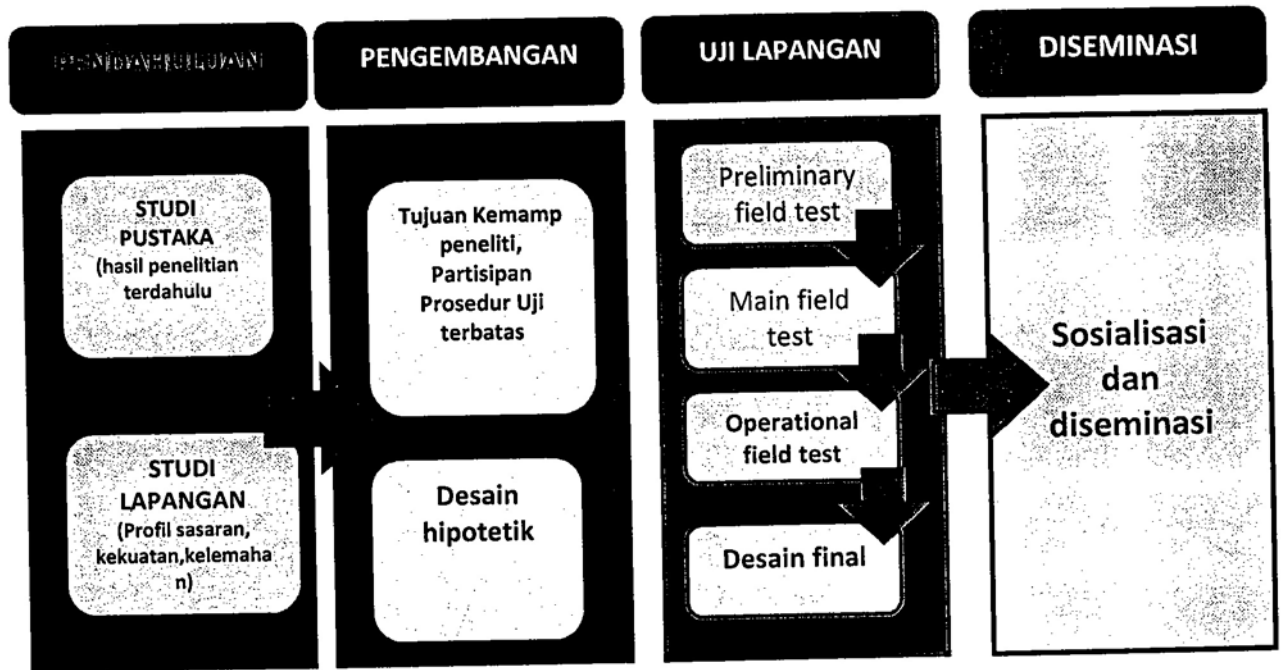 PENDAHULUAN
PENGEMBANGAN
UJI LAPANGAN
DISEMINASI
STUDI
PUSTAKA
(hasil penelitian
terdahulu
STUDI
LAPANGAN
(Profil sasaran,
kekuatan,kelemaha
n)
Tujuan Kemamp
peneliti,
Partisipan
Prosedur Uji
terbatas
Desain
hipotetik
Preliminary
field test
Main field
test
Operational
field test
Desain final
Sosialisasi
dan
diseminasi